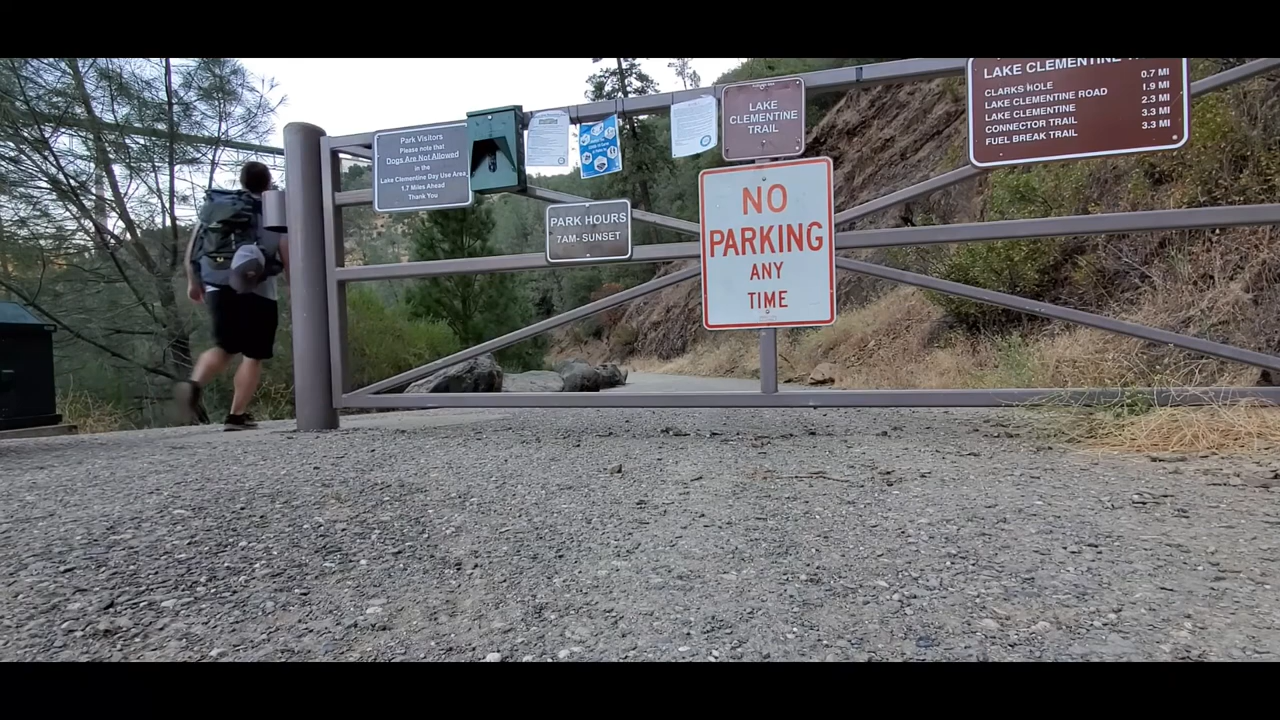 Park Visitors
Please note that
Dogs Are Not Allowed
in the
Lake Clementine Day Use Area
1.7 Miles Ahead
Thank You
PARK HOURS
7AM- SUNSET
LAKE
CLEMENTINE
TRAIL
NO
PARKING
ANY
TIME
LAKE CLEMENTINE
CLARKS HOLE 0.7 MI
LAKE CLEMENTINE ROAD 1.9 MI
LAKE CLEMENTINE 2.3 MI
CONNECTOR TRAIL 3.3 MI
FUEL BREAK TRAIL 3.3 MI